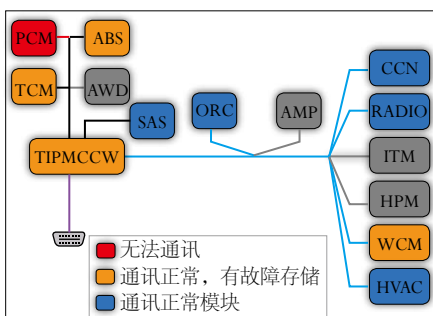 PCM
ABS
CCN
TCM
AWD
SAS
ORC
AMP
RADIO
TIPMCCW
ITM
HPM
WCM
HVAC
无法通讯
通讯正常，有故障存储
通讯正常模块